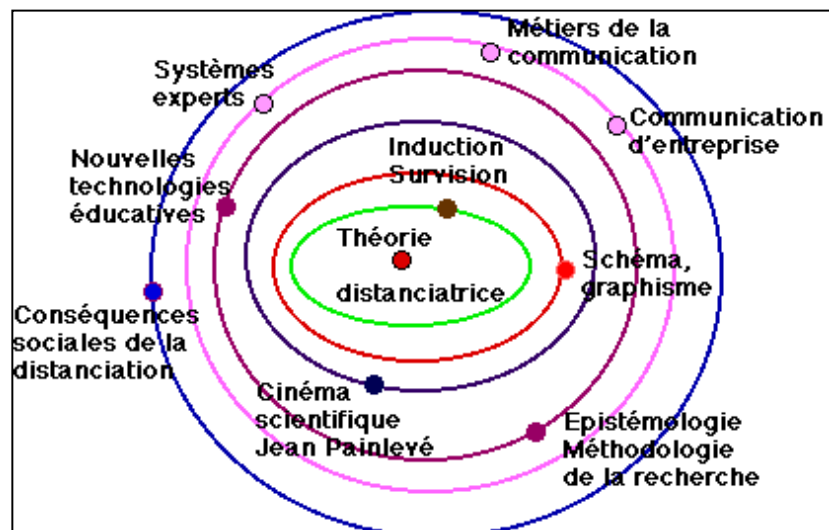 Métiers de la
communication
Systèmes
experts
Communication
d'entreprise
Induction
Survision
Nouvelles
technologies
éducatives
Théorie
distanciatrice
Schéma,
graphisme
Conséquences
sociales de la
distanciation
Cinéma
scientifique
Jean Painlevé
Epistémologie
Méthodologie
de la recherche